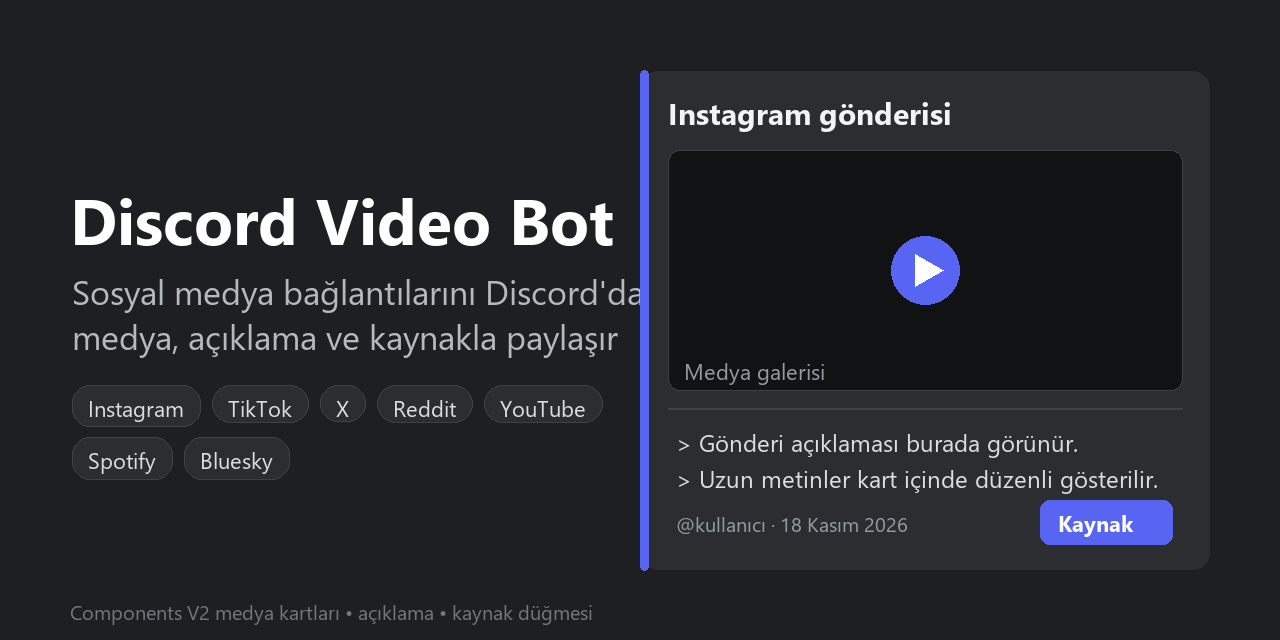 Discord Video Bot
Sosyal medya bağlantılarını Discord'da
medya, açıklama ve kaynakla paylaşır
Instagram TikTok X Reddit YouTube
Spotify Bluesky
Components V2 medya kartları • açıklama • kaynak düğmesi
Instagram gönderisi
Medya galerisi
> Gönderi açıklaması burada görünür.
> Uzun metinler kart içinde düzenli gösterilir.
@kullanıcı · 18 Kasım 2026
Kaynak